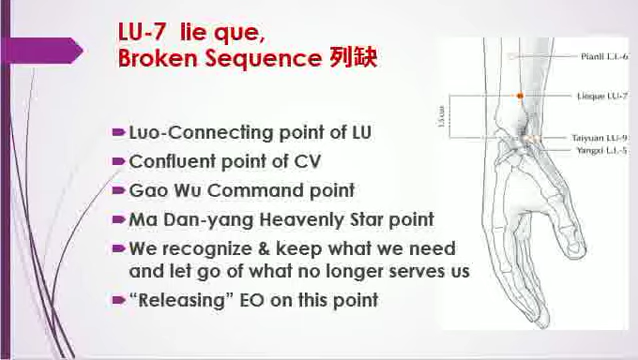 LU-7 lie que,
Broken Sequence 列缺
Luo-Connecting point of LU
Confluent point of CV
Gao Wu Command point
Ma Dan-yang Heavenly Star point
We recognize & keep what we need
and let go of what no longer serves us
“Releasing” EO on this point
Pianli L.I.-6
Lieque LU-7
1.5 cun
Taiyuan LU-9
Yangxi L.I.-5